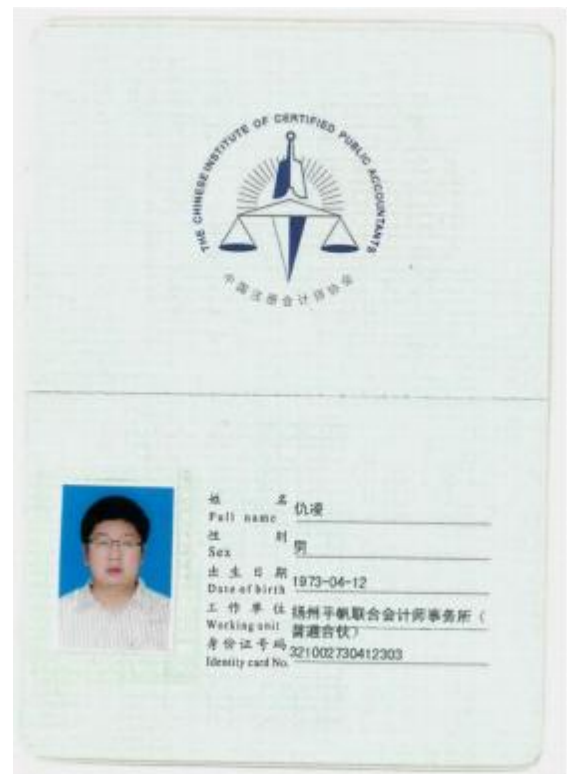 THE CHINESE INSTITUTE OF CERTIFIED PUBLIC ACCOUNTANTS
中国注册会计师协会
姓 名 仇凌
Full name
性 别 男
Sex
出生日期 1973-04-12
Date of birth
工作单位 扬州平帆联合会计师事务所(
Working unit 普通合伙)
身份证号码 321002730412303
Identity card No.